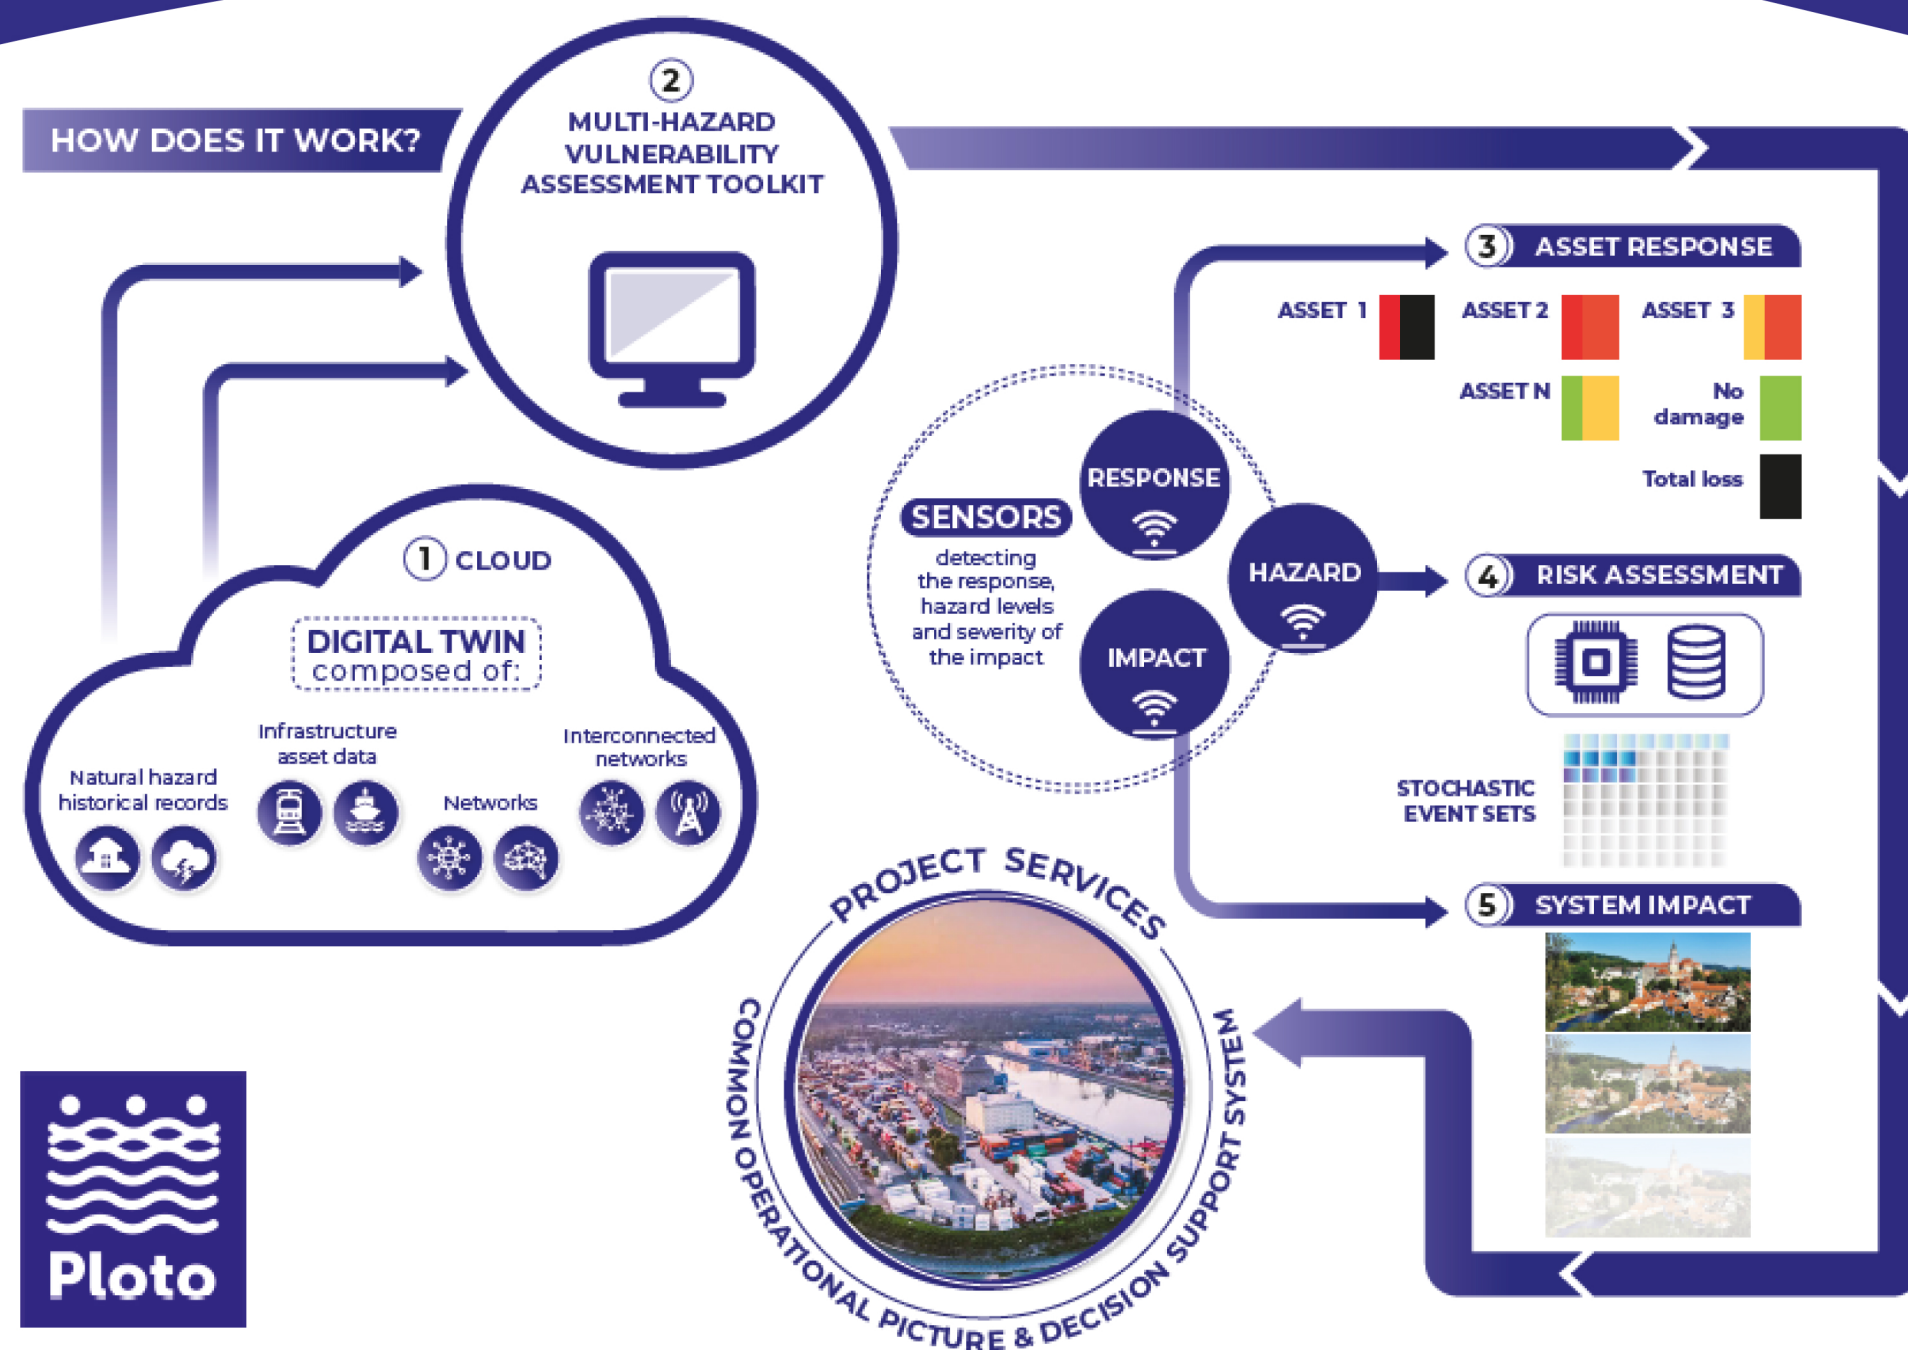 HOW DOES IT WORK?
2
MULTI-HAZARD
VULNERABILITY
ASSESSMENT TOOLKIT
1 CLOUD
DIGITAL TWIN
composed of:
Natural hazard
historical records
Infrastructure
asset data
Networks
Interconnected
networks
SENSORS
detecting
the response,
hazard levels
and severity of
the impact
RESPONSE
HAZARD
IMPACT
3 ASSET RESPONSE
ASSET 1
ASSET 2
ASSET 3
ASSET N
No
damage
Total loss
4 RISK ASSESSMENT
STOCHASTIC
EVENT SETS
5 SYSTEM IMPACT
PROJECT SERVICES
COMMON OPERATIONAL PICTURE & DECISION SUPPORT SYSTEM
Ploto